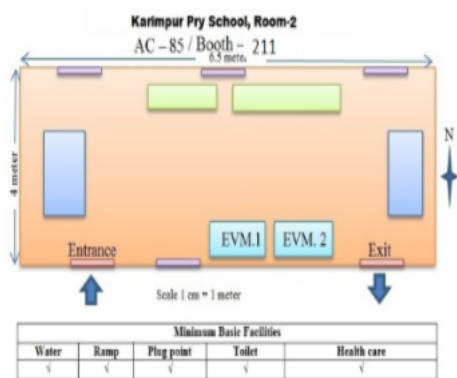 Karimpur Pry School, Room-2
AC – 85 / Booth – 211
6.5 mete.
4 meter
N
EVM.1 EVM. 2
Entrance Exit
Scale 1 cm = 1 meter
Minimum Basic Facilities
Water Ramp Plug point Toilet Health care
√ √ √ √ √